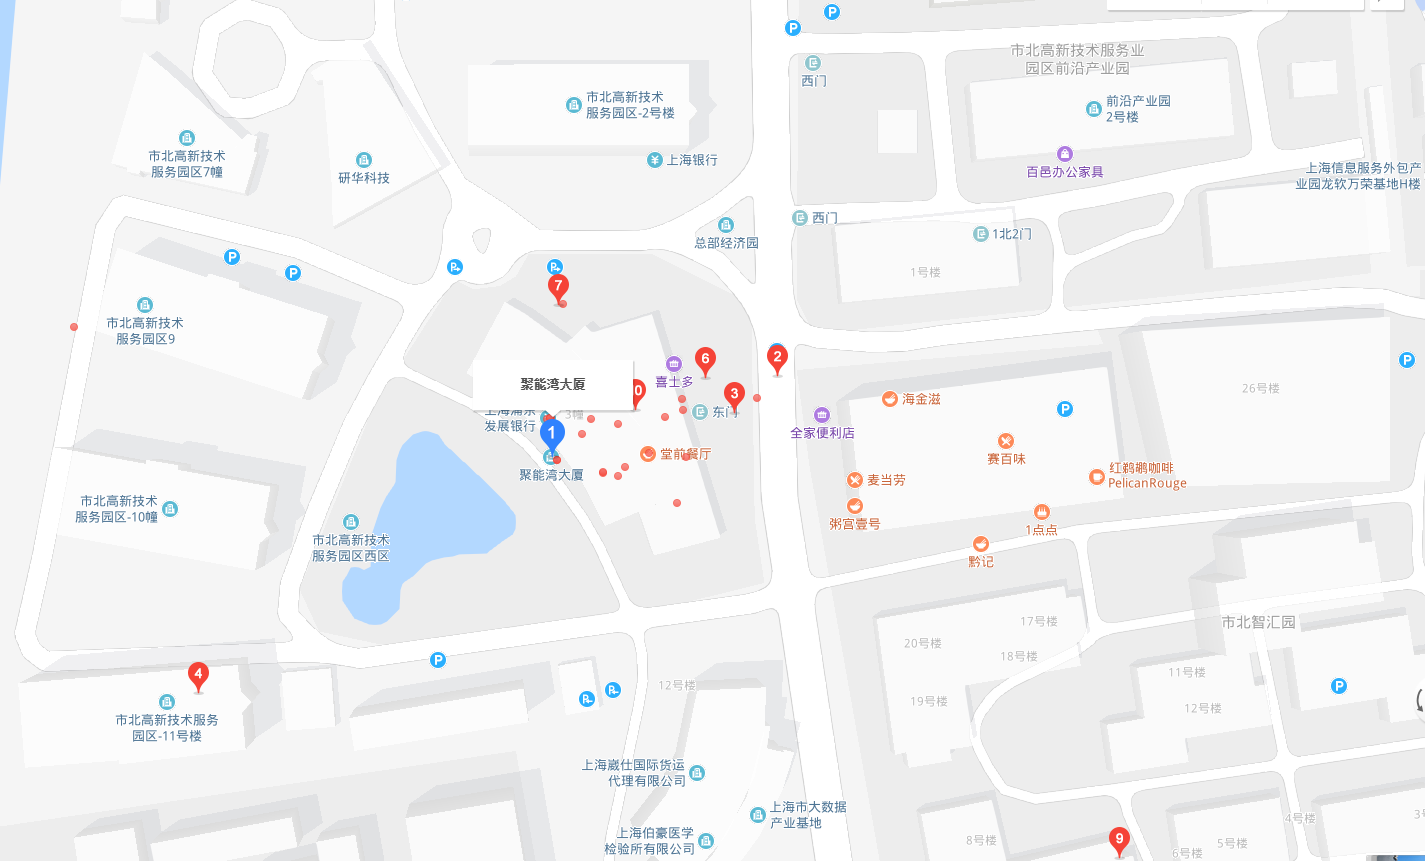 P
P
市北高新技术服务业
园区前沿产业园
西门
市北高新技术
服务园区-2号楼
前沿产业园
2号楼
市北高新技术
服务园区7幢
研华科技
上海银行
百邑办公家具
上海信息服务外包产
业园龙软万荣基地H楼
西门
总部经济园
1北2门
1号楼
P
P
P
P
7
市北高新技术
服务园区9
6
2
P
喜士多
聚能湾大厦
0
3
26号楼
海金滋
P
东门
3幢
上海浦东
发展银行
1
全家便利店
堂前餐厅
赛百味
聚能湾大厦
麦当劳
红鹈鹕咖啡
PelicanRouge
市北高新技术
服务园区-10幢
粥宫壹号
1点点
市北高新技术
服务园区西区
黔记
17号楼
市北智汇园
20号楼
18号楼
P
4
11号楼
12号楼
P
P
P
19号楼
12号楼
市北高新技术服务
园区-11号楼
上海崴仕国际货运
代理有限公司
上海市大数据
产业基地
4号楼
上海伯豪医学
检验所有限公司
8号楼
9
5号楼
6号楼